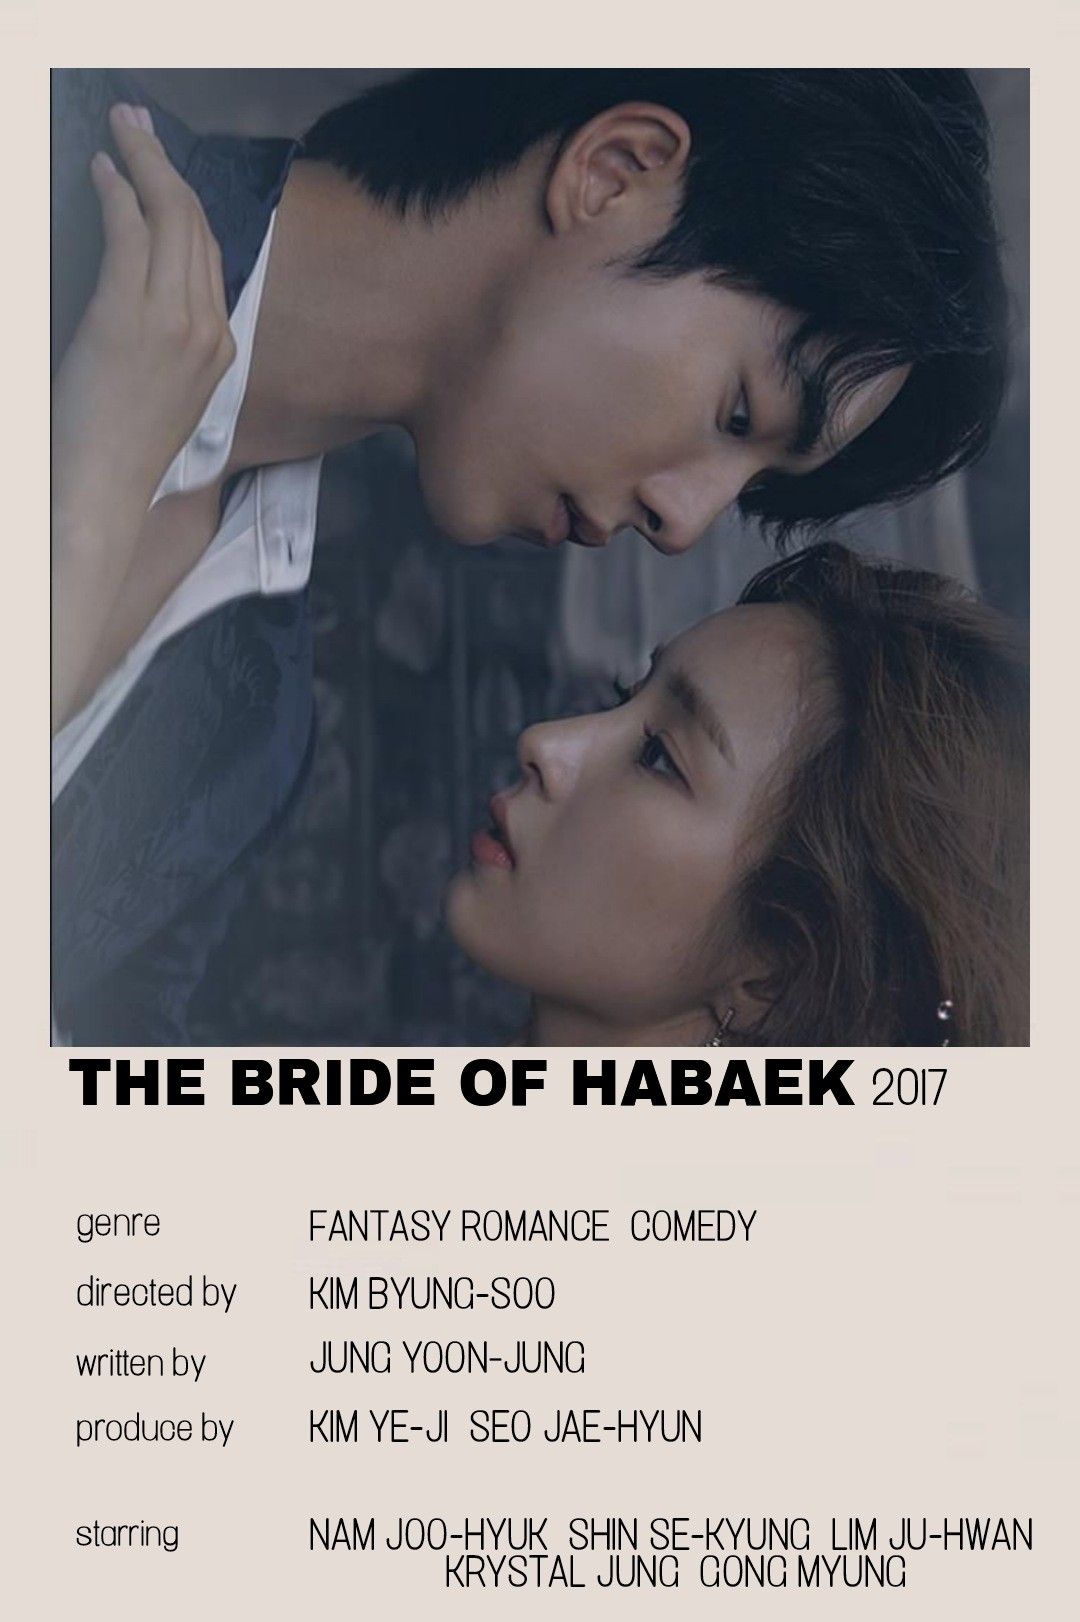 THE BRIDE OF HABAEK 2017
genre FANTASY ROMANCE COMEDY
directed by KIM BYUNG-SOO
written by JUNG YOON-JUNG
produce by KIM YE-JI SEO JAE-HYUN
starring NAM JOO-HYUK SHIN SE-KYUNG LIM JU-HWAN
KRYSTAL JUNG GONG MYUNG